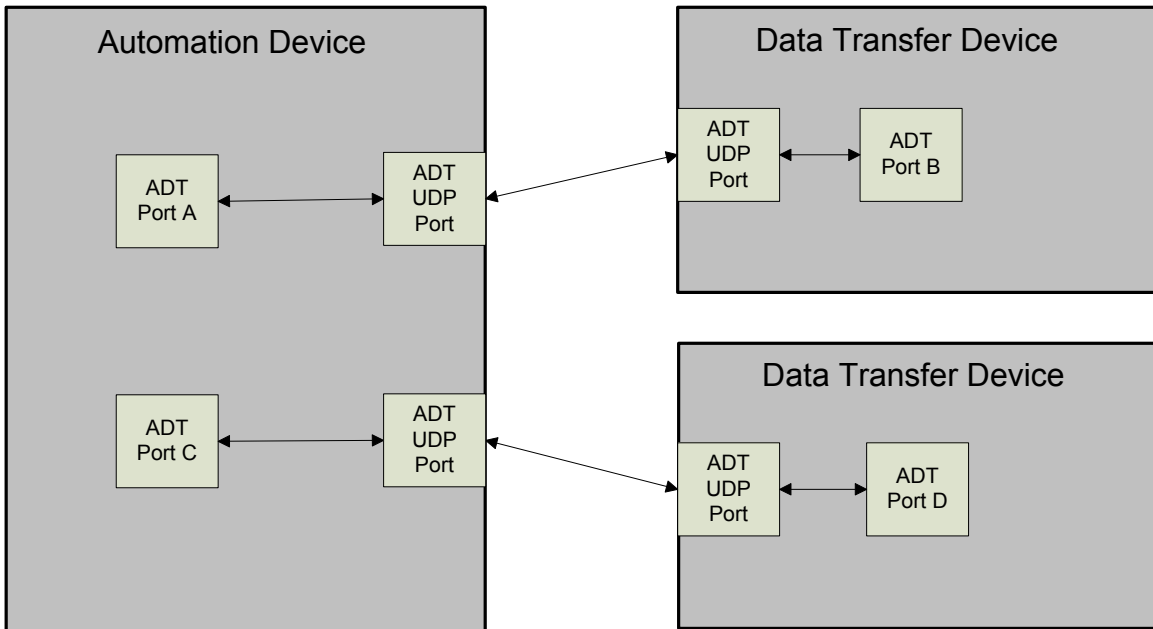 Automation Device
ADT
Port A
ADT
UDP
Port
ADT
Port C
ADT
UDP
Port
Data Transfer Device
ADT
UDP
Port
ADT
Port B
Data Transfer Device
ADT
UDP
Port
ADT
Port D